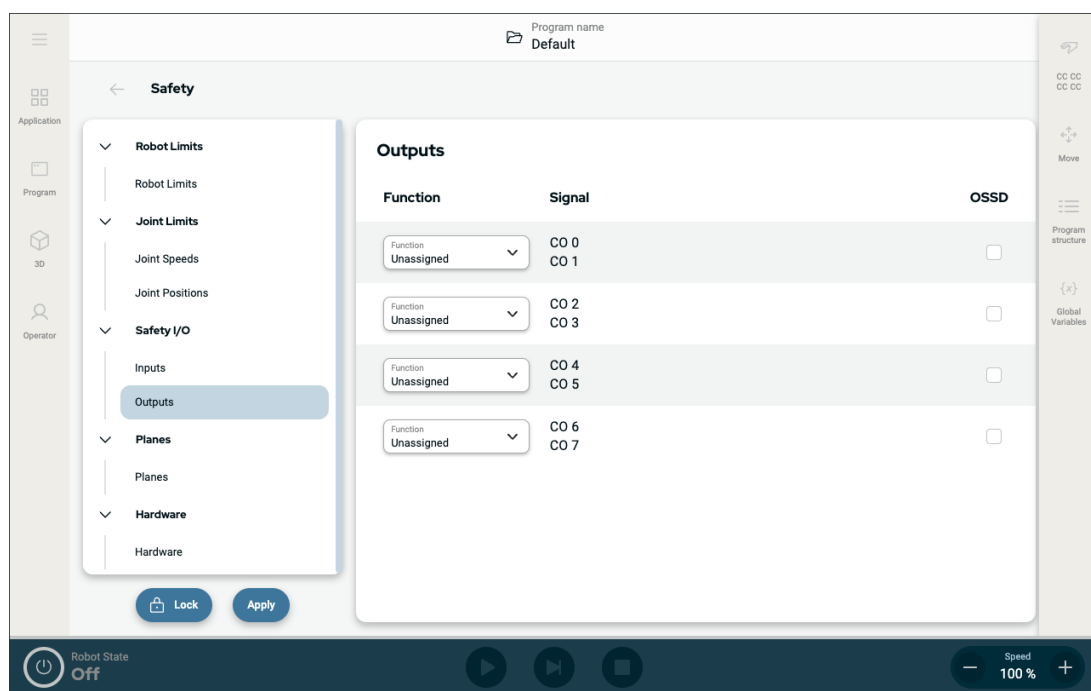 Program name
Default
Application
Program
3D
Operator
Safety
Robot Limits
Robot Limits
Joint Limits
Joint Speeds
Joint Positions
Safety I/O
Inputs
Outputs
Planes
Planes
Hardware
Hardware
Lock
Apply
Outputs
Function
Signal
OSSD
Function
Unassigned
CO 0
CO 1
Function
Unassigned
CO 2
CO 3
Function
Unassigned
CO 4
CO 5
Function
Unassigned
CO 6
CO 7
CC CC
CC CC
Move
Program
structure
{x}
Global
Variables
Robot State
Off
Speed
100 %